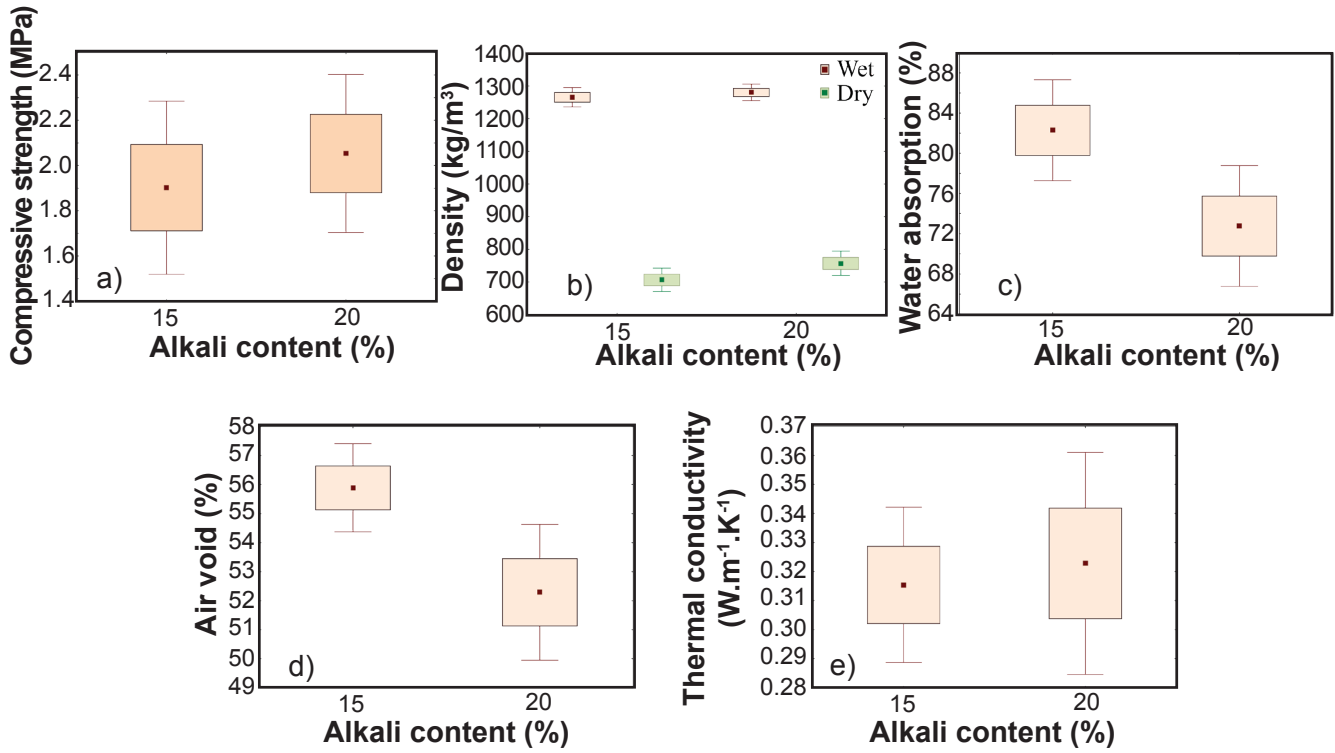 Compressive strength (MPa)
2.4
2.2
2.0
1.8
1.6
1.4
a)
15
20
Alkali content (%)
Density (kg/m³)
1400
1300
1200
1100
1000
900
800
700
600
Wet
Dry
b)
15
20
Alkali content (%)
Water absorption (%)
88
84
80
76
72
68
64
c)
15
20
Alkali content (%)
Air void (%)
58
57
56
55
54
53
52
51
50
49
d)
15
20
Alkali content (%)
Thermal conductivity
(W.m⁻¹.K⁻¹)
0.37
0.36
0.35
0.34
0.33
0.32
0.31
0.30
0.29
0.28
e)
15
20
Alkali content (%)